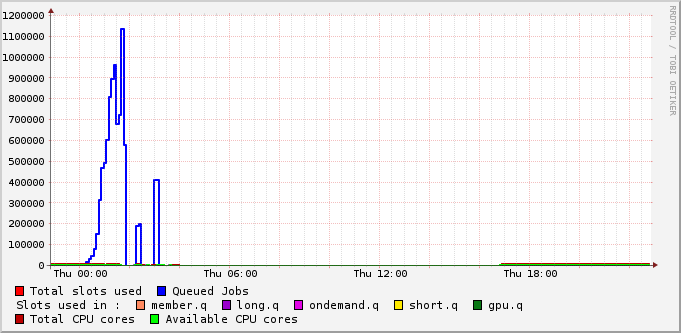 1200000
1100000
1000000
900000
800000
700000
600000
500000
400000
300000
200000
100000
0
Thu 00:00 Thu 06:00 Thu 12:00 Thu 18:00
Total slots used Queued Jobs
Slots used in : member.q long.q ondemand.q short.q gpu.q
Total CPU cores Available CPU cores
RRDTOOL / TOBI OETIKER